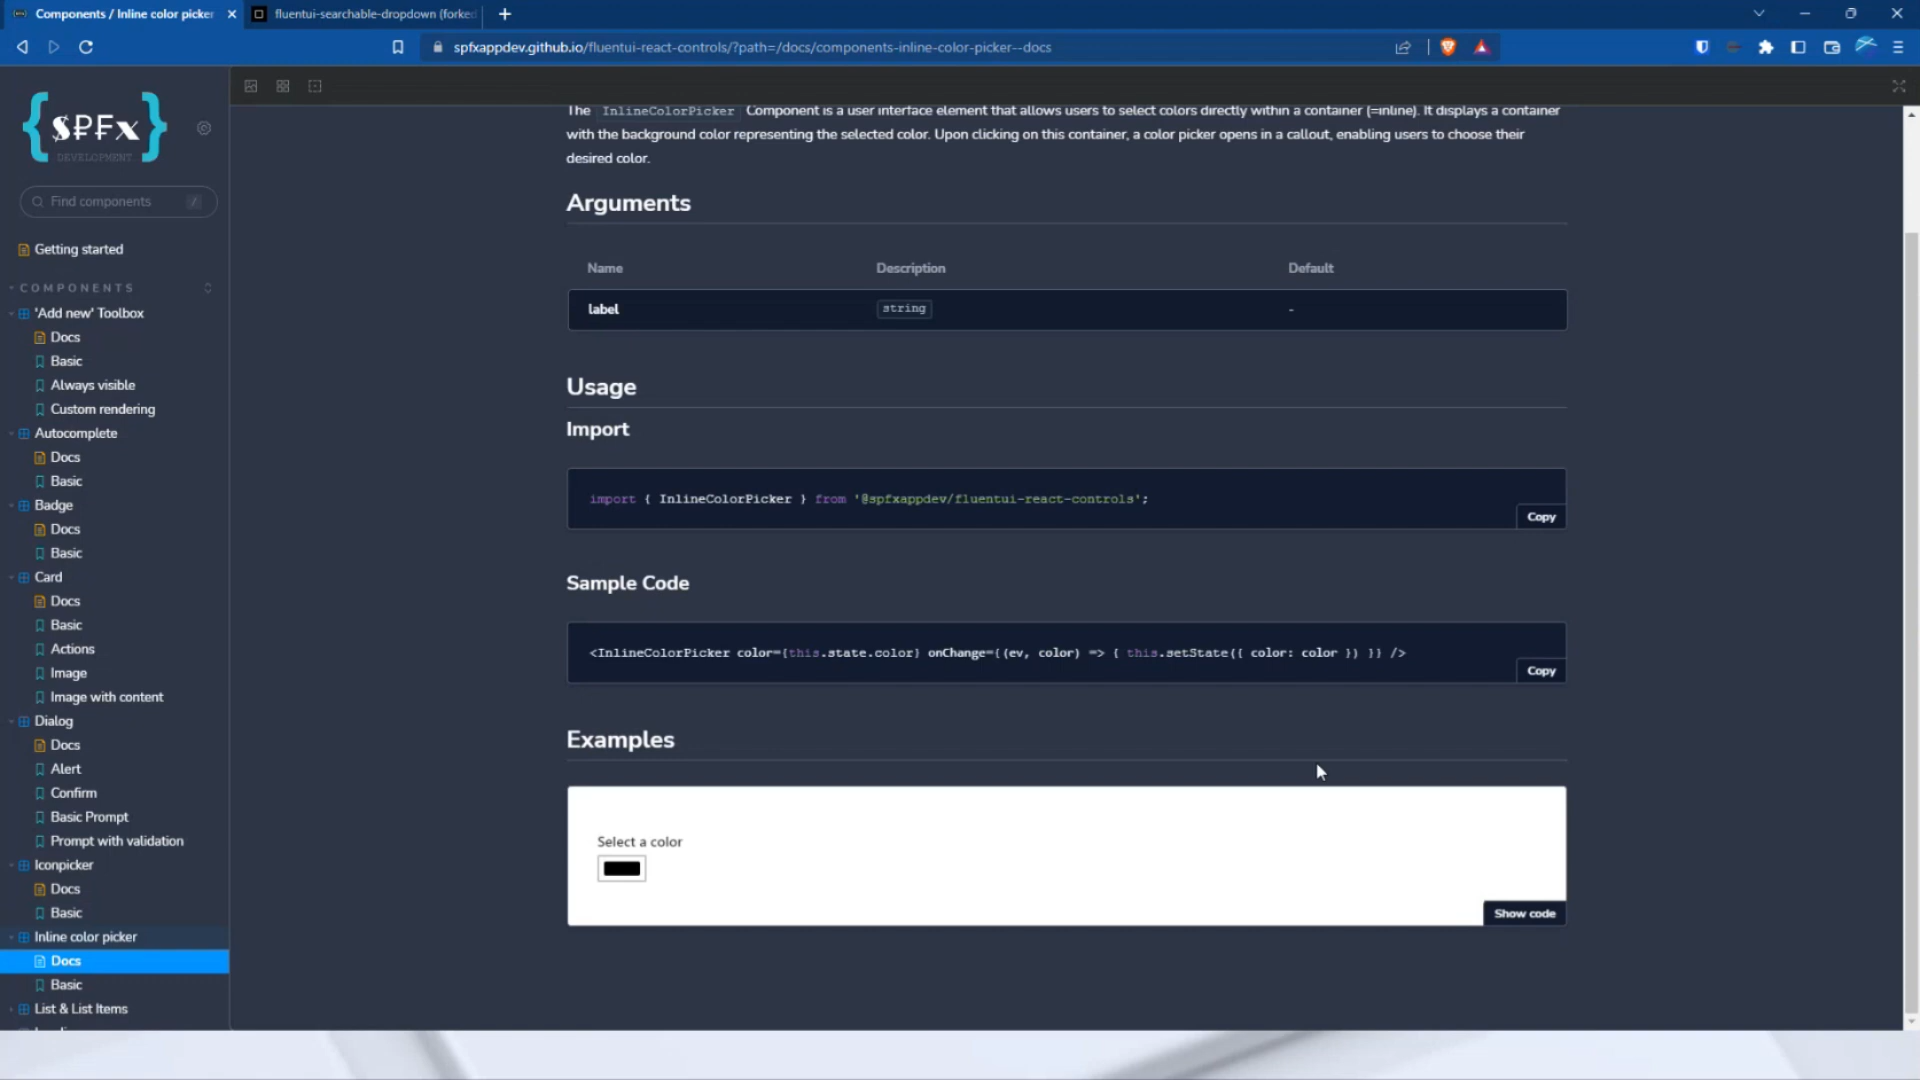 Components / Inline color picker
fluentui-searchable-dropdown (forked
spfxappdev.github.io/fluentui-react-controls/?path=/docs/components-inline-color-picker--docs
{SPFx}
DEVELOPMENT
Find components
/
Getting started
COMPONENTS
'Add new' Toolbox
Docs
Basic
Always visible
Custom rendering
Autocomplete
Docs
Basic
Badge
Docs
Basic
Card
Docs
Basic
Actions
Image
Image with content
Dialog
Docs
Alert
Confirm
Basic Prompt
Prompt with validation
Iconpicker
Docs
Basic
Inline color picker
Docs
Basic
List & List Items
The InlineColorPicker Component is a user interface element that allows users to select colors directly within a container (=inline). It displays a container
with the background color representing the selected color. Upon clicking on this container, a color picker opens in a callout, enabling users to choose their
desired color.
Arguments
Name Description Default
label string -
Usage
Import
import { InlineColorPicker } from '@spfxappdev/fluentui-react-controls';
Copy
Sample Code
<InlineColorPicker color={this.state.color} onChange={(ev, color) => { this.setState({ color: color }) }} />
Copy
Examples
Select a color
Show code